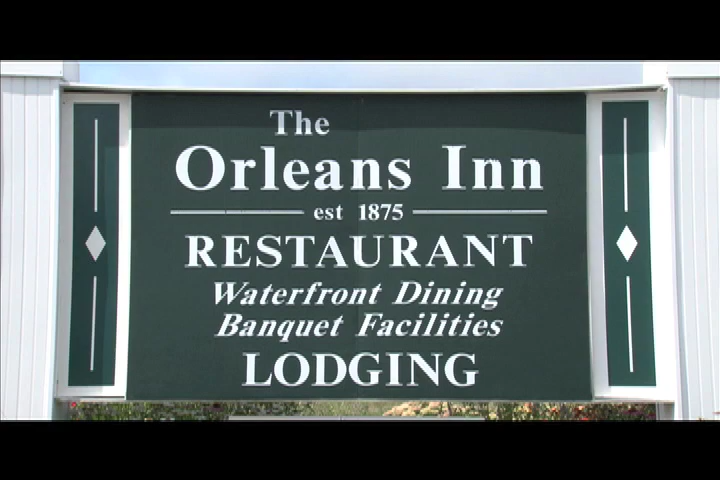 The
Orleans Inn
est 1875
RESTAURANT
Waterfront Dining
Banquet Facilities
LODGING